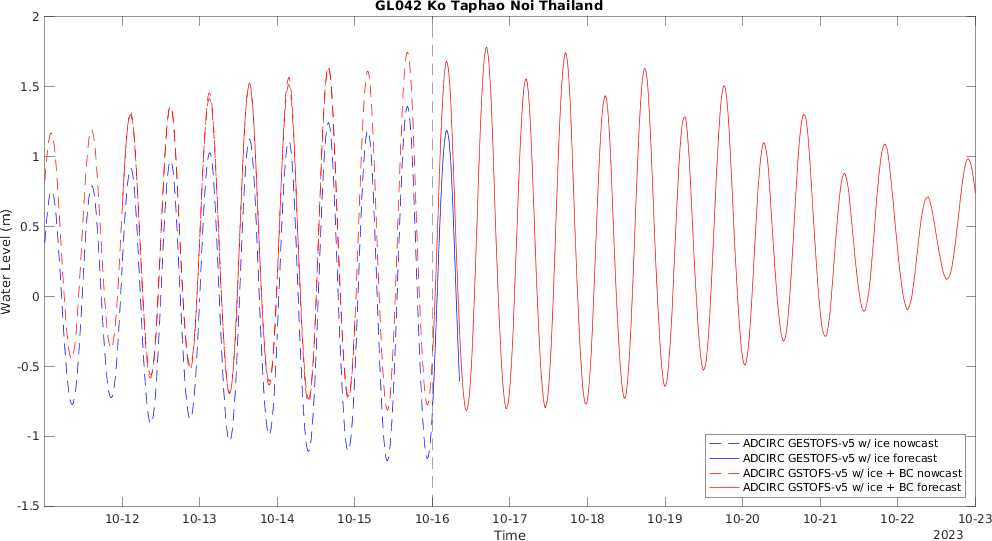 GL042 Ko Taphao Noi Thailand
2
1.5
1
0.5
0
-0.5
-1
-1.5
Water Level (m)
10-12 10-13 10-14 10-15 10-16 10-17 10-18 10-19 10-20 10-21 10-22 10-23
Time
2023
ADCIRC GESTOFS-v5 w/ ice nowcast
ADCIRC GESTOFS-v5 w/ ice forecast
ADCIRC GSTOFS-v5 w/ ice + BC nowcast
ADCIRC GSTOFS-v5 w/ ice + BC forecast